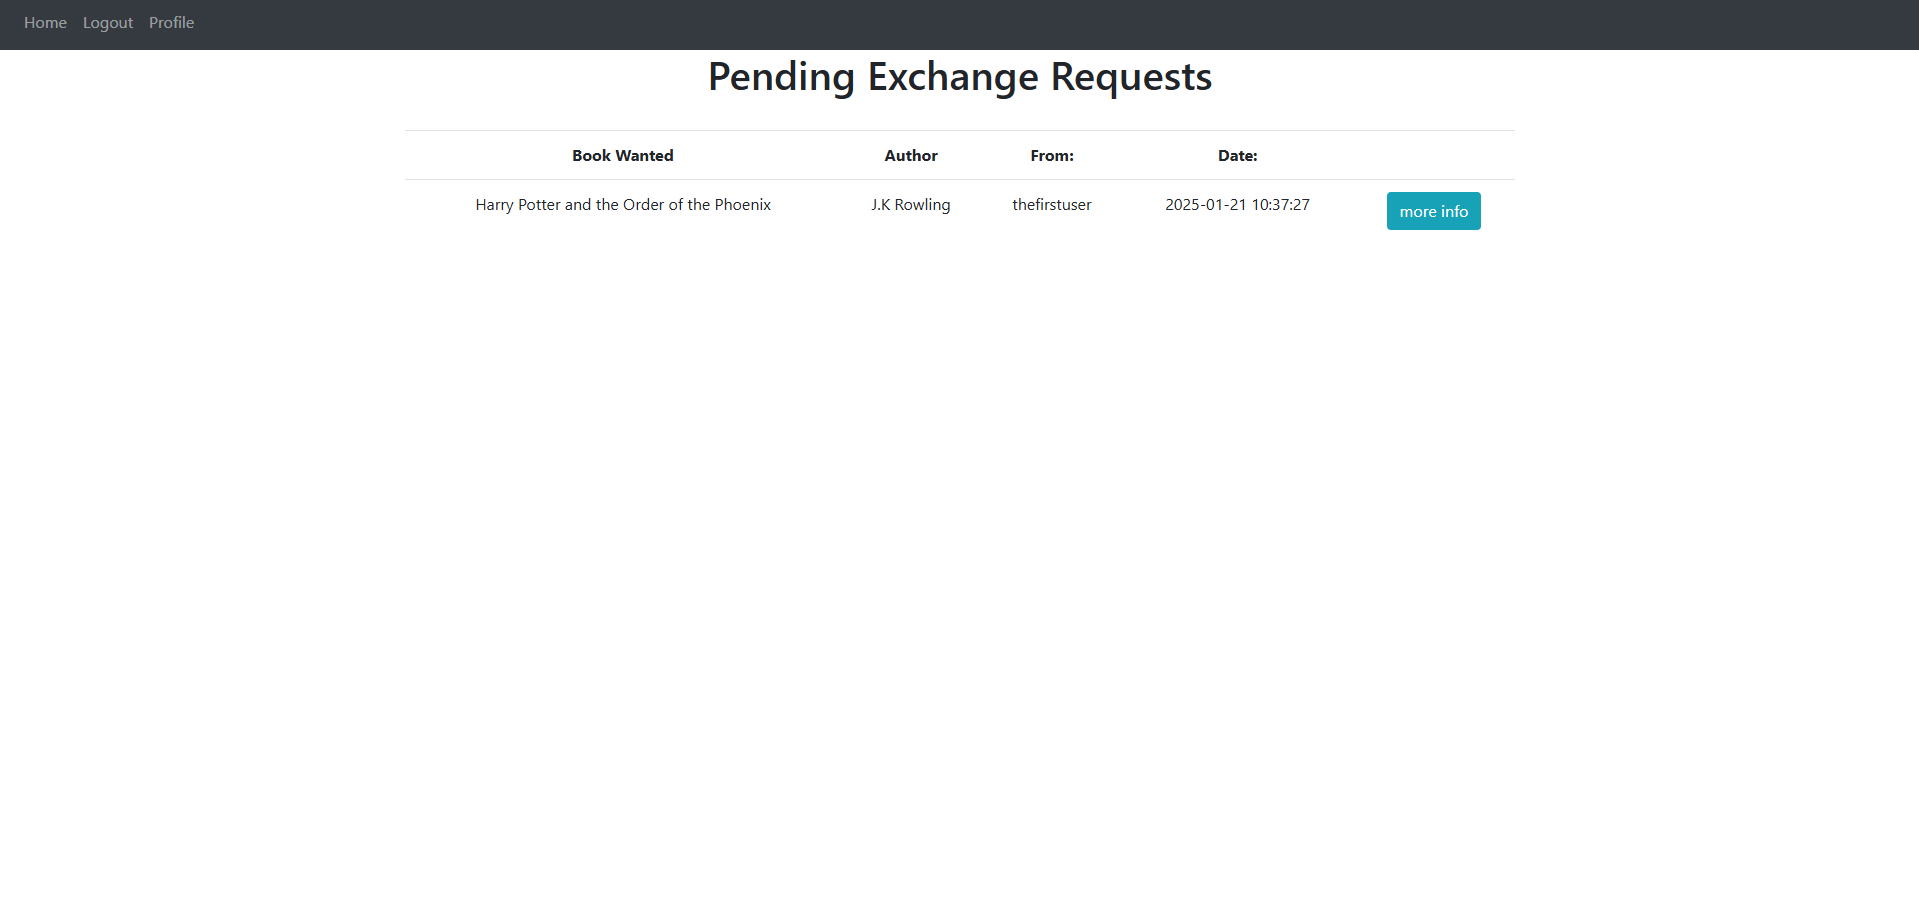 Home Logout Profile
Pending Exchange Requests
Book Wanted Author From: Date:
Harry Potter and the Order of the Phoenix J.K Rowling thefirstuser 2025-01-21 10:37:27 more info